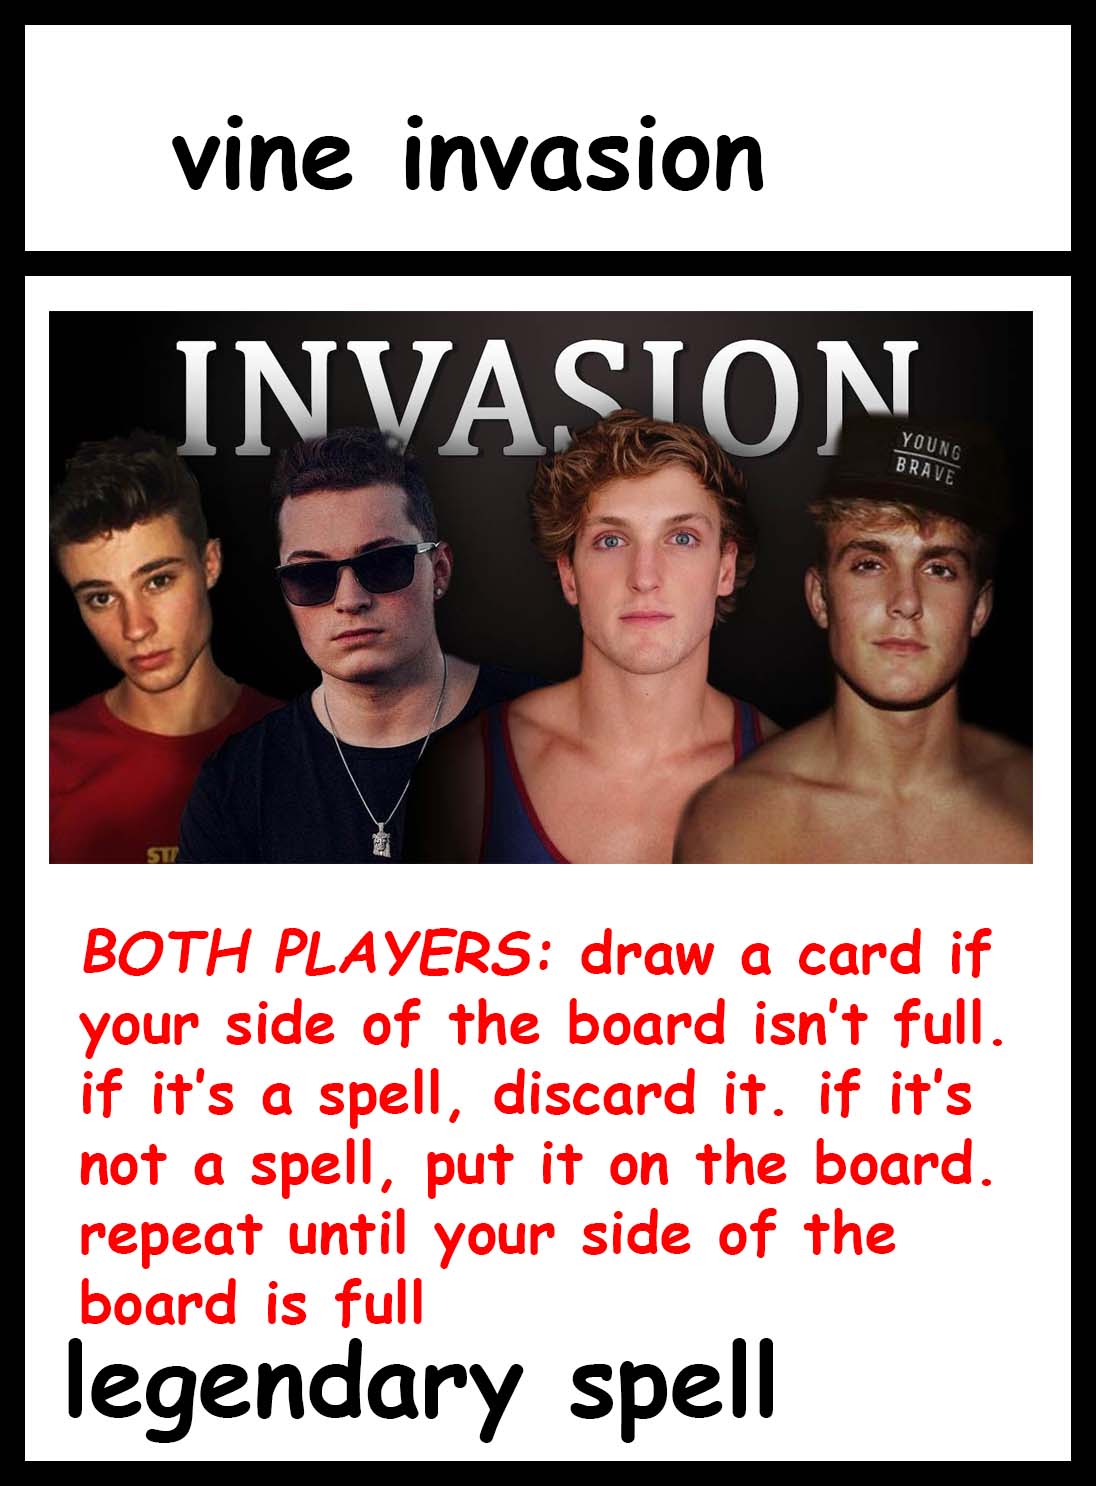 vine invasion
INVASION
YOUNG
BRAVE
BOTH PLAYERS: draw a card if
your side of the board isn't full.
if it's a spell, discard it. if it's
not a spell, put it on the board.
repeat until your side of the
board is full
legendary spell